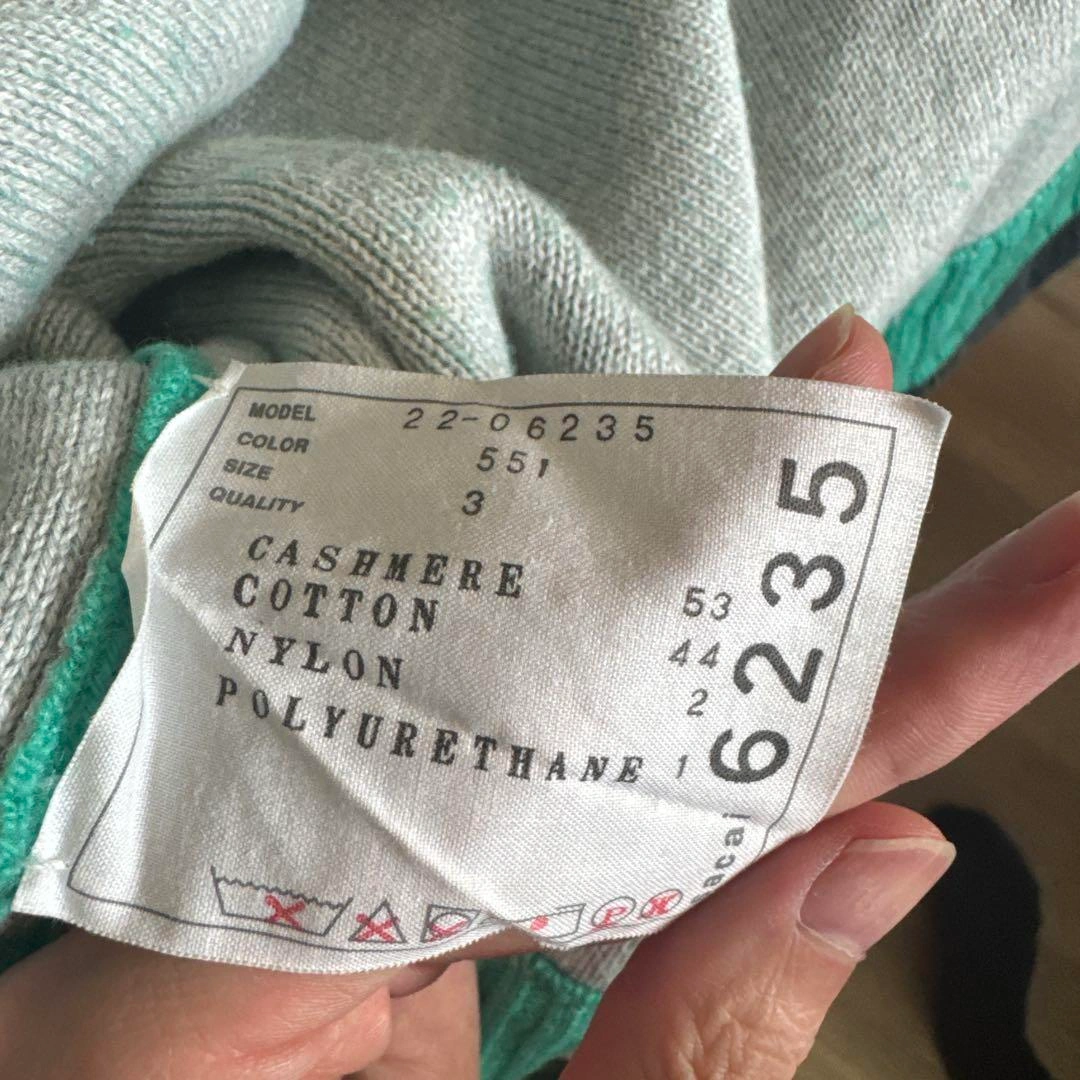 MODEL 22-06235
COLOR 551
SIZE 3
QUALITY
CASHMERE 53
COTTON 44
NYLON 2
POLYURETHANE 1
6235
P